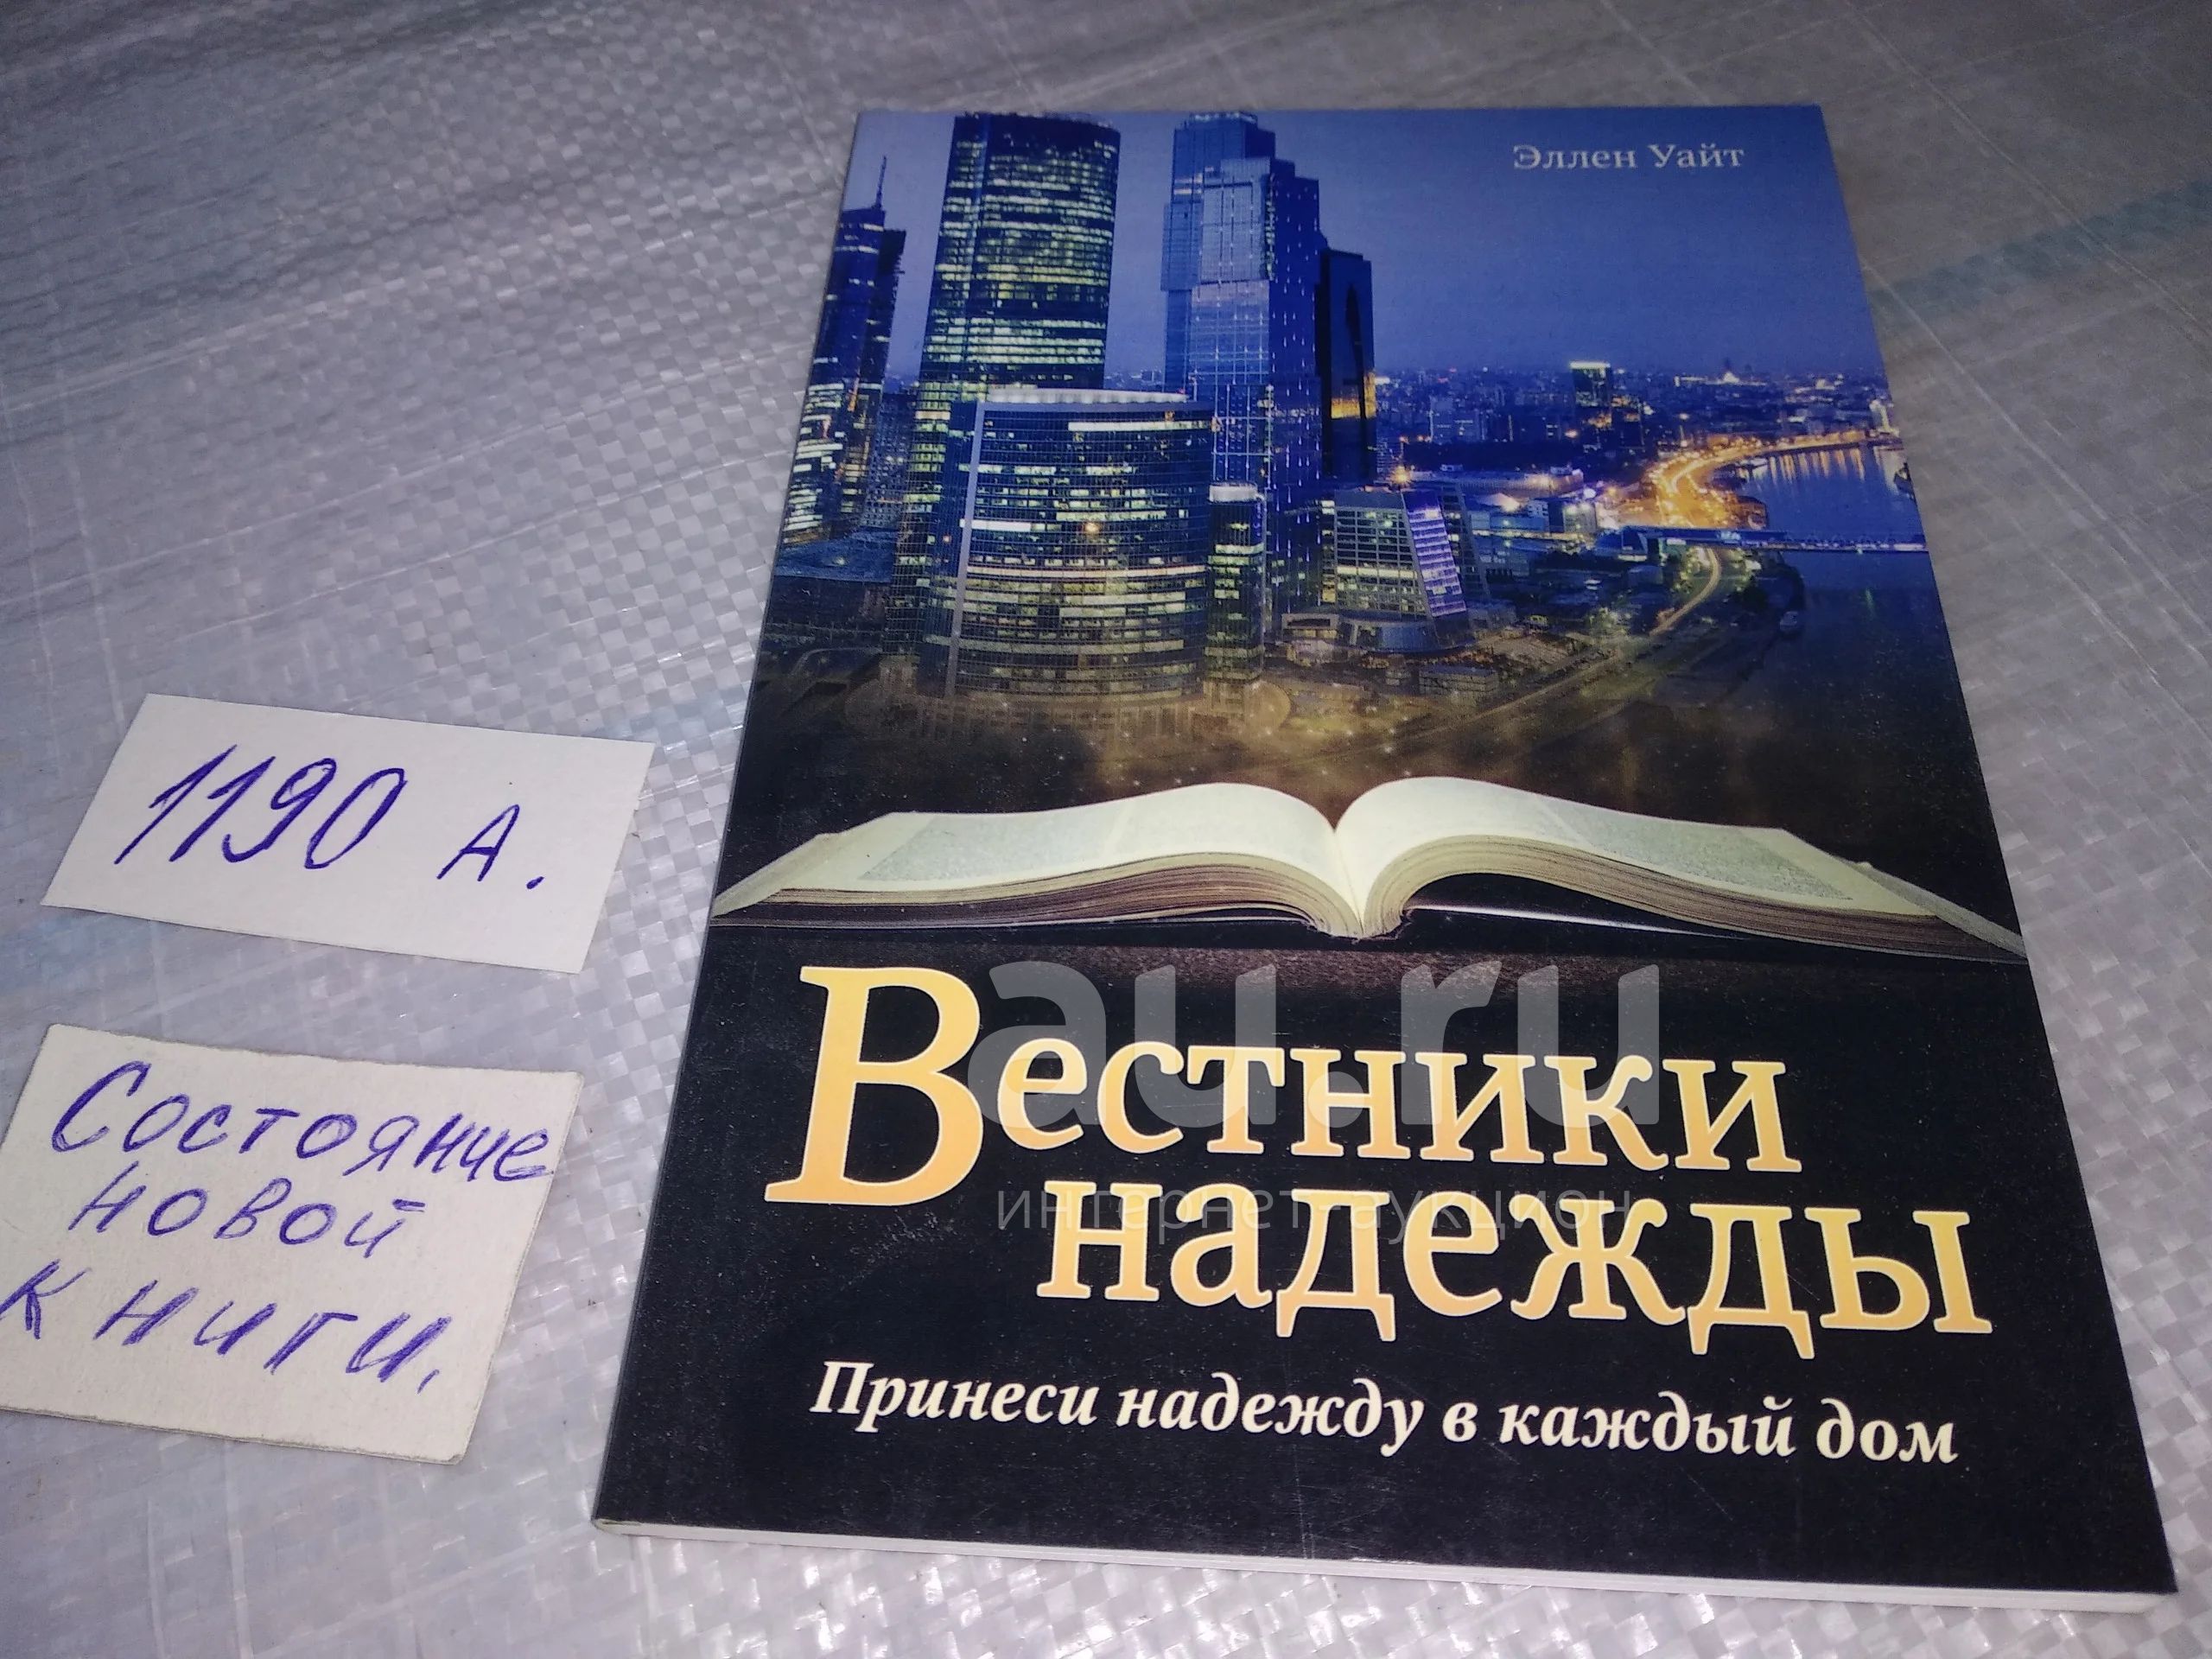 Эллен Уайт
1190 А.
Состояние
новой
книги.
au.ru
интернет-аукцион
Вестники
надежды
Принеси надежду в каждый дом